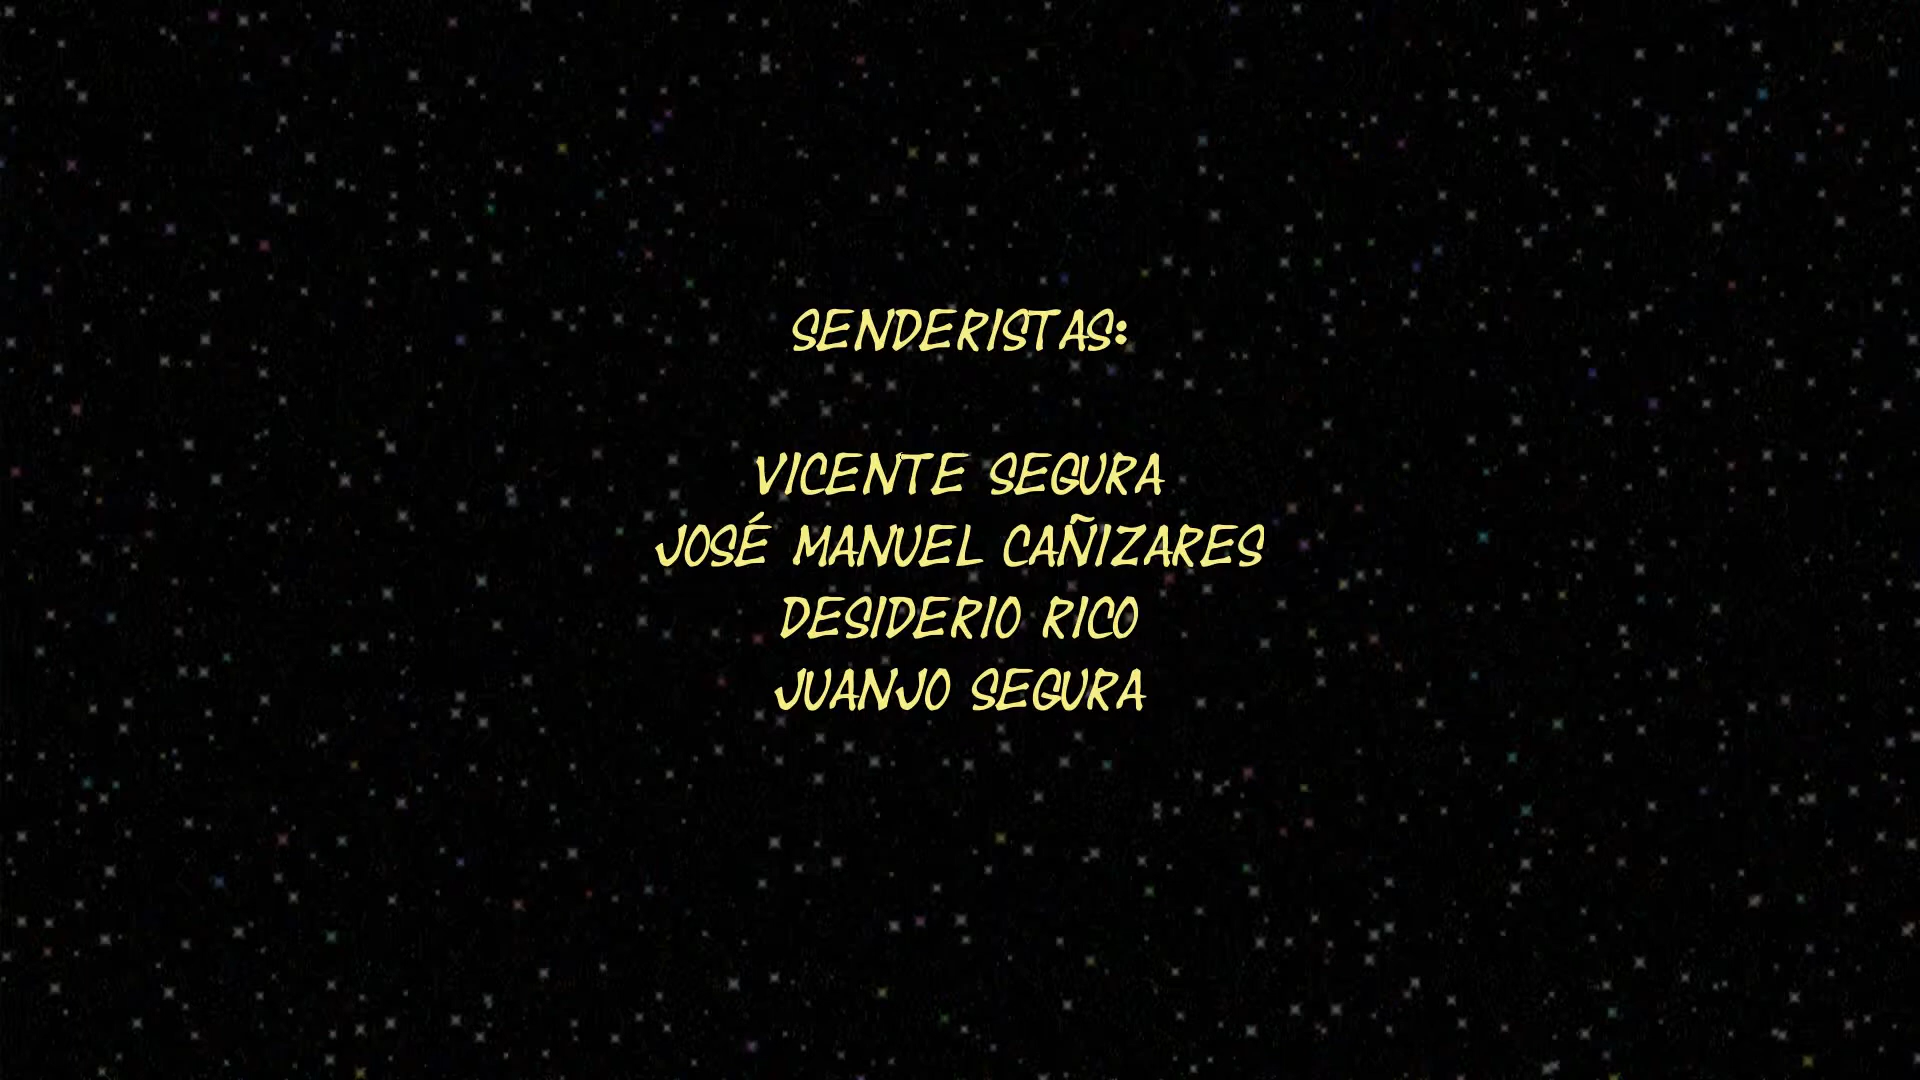 SENDERISTAS:
VICENTE SEGURA
JOSÉ MANUEL CAÑIZARES
DESIDERIO RICO
JUANJO SEGURA